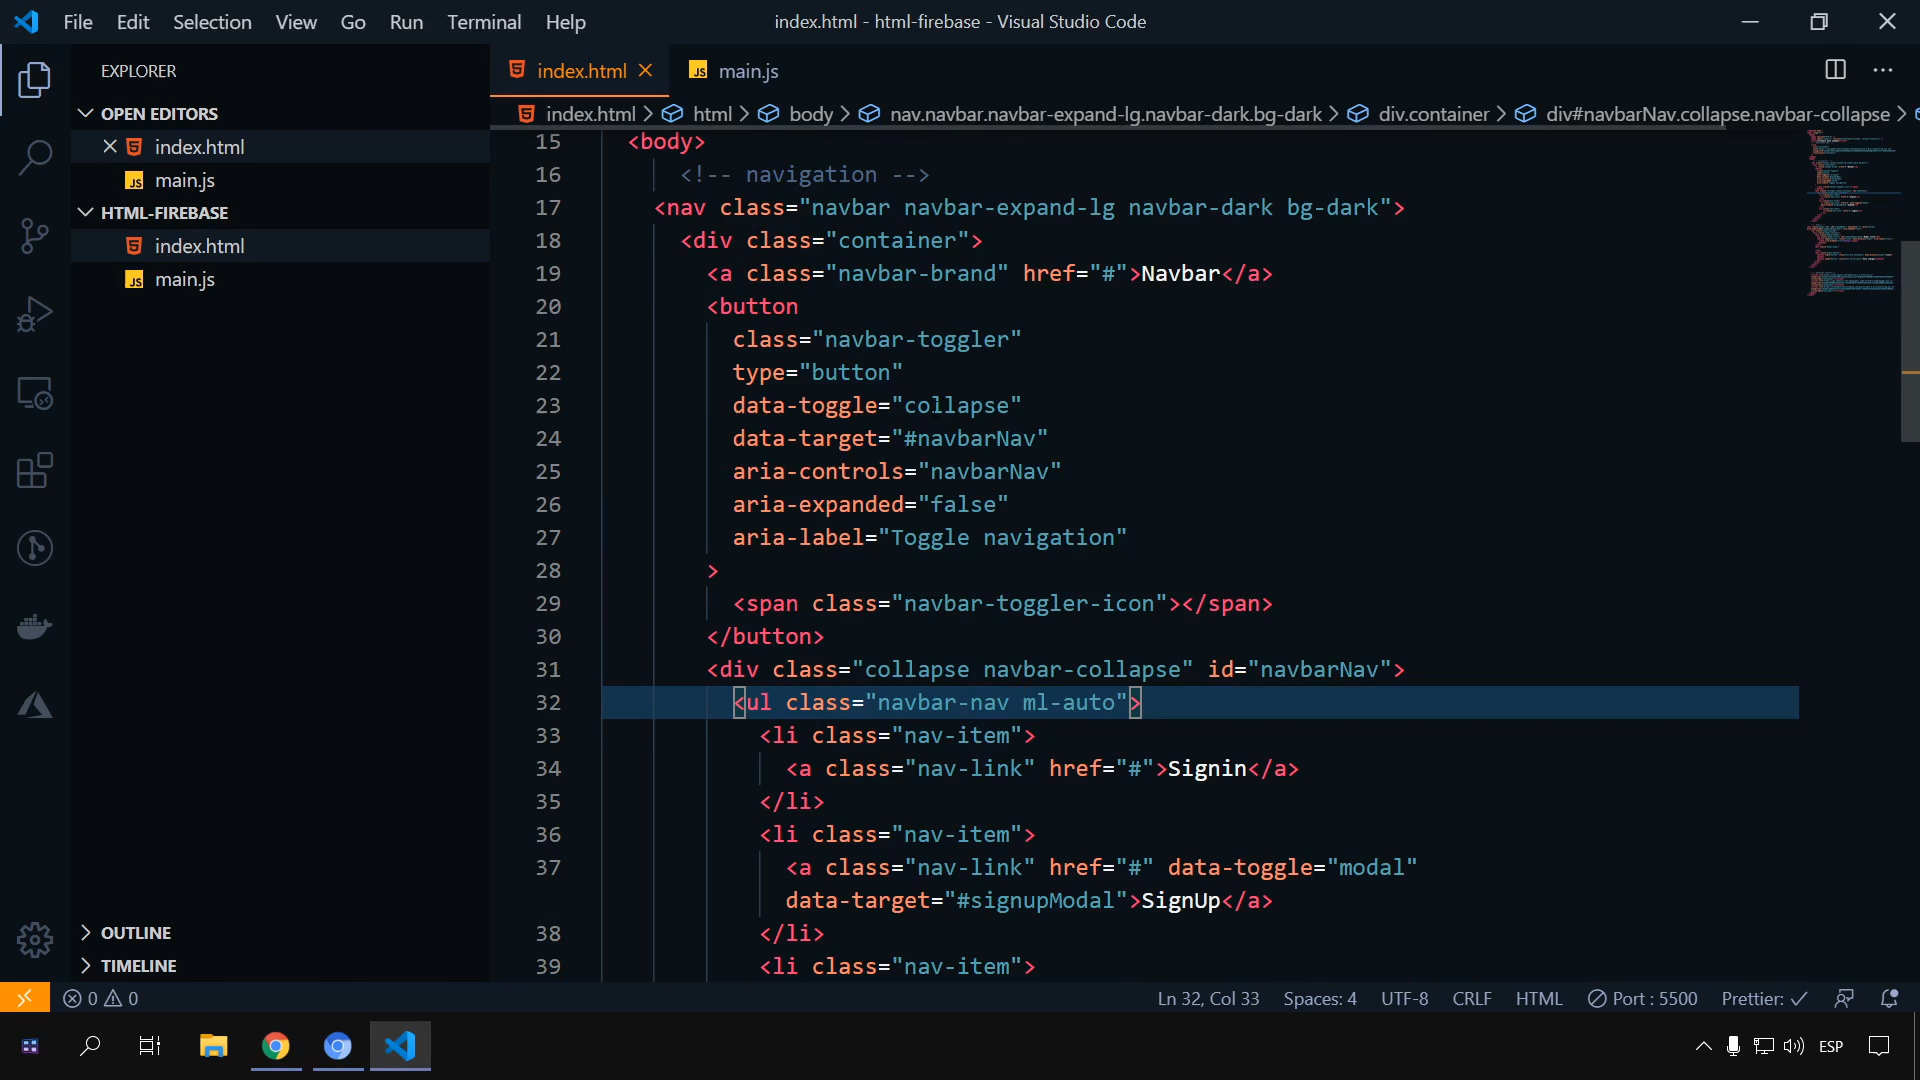 File Edit Selection View Go Run Terminal Help
index.html - html-firebase - Visual Studio Code
EXPLORER
OPEN EDITORS
index.html
JS main.js
HTML-FIREBASE
index.html
JS main.js
OUTLINE
TIMELINE
index.html
JS main.js
index.html > html > body > nav.navbar.navbar-expand-lg.navbar-dark.bg-dark > div.container > div#navbarNav.collapse.navbar-collapse >
15 <body>
16 <!-- navigation -->
17 <nav class="navbar navbar-expand-lg navbar-dark bg-dark">
18 <div class="container">
19 <a class="navbar-brand" href="#">Navbar</a>
20 <button
21 class="navbar-toggler"
22 type="button"
23 data-toggle="collapse"
24 data-target="#navbarNav"
25 aria-controls="navbarNav"
26 aria-expanded="false"
27 aria-label="Toggle navigation"
28 >
29 <span class="navbar-toggler-icon"></span>
30 </button>
31 <div class="collapse navbar-collapse" id="navbarNav">
32 <ul class="navbar-nav ml-auto">
33 <li class="nav-item">
34 <a class="nav-link" href="#">Signin</a>
35 </li>
36 <li class="nav-item">
37 <a class="nav-link" href="#" data-toggle="modal"
data-target="#signupModal">SignUp</a>
38 </li>
39 <li class="nav-item">
0 0
Ln 32, Col 33 Spaces: 4 UTF-8 CRLF HTML Port : 5500 Prettier: ✓
ESP